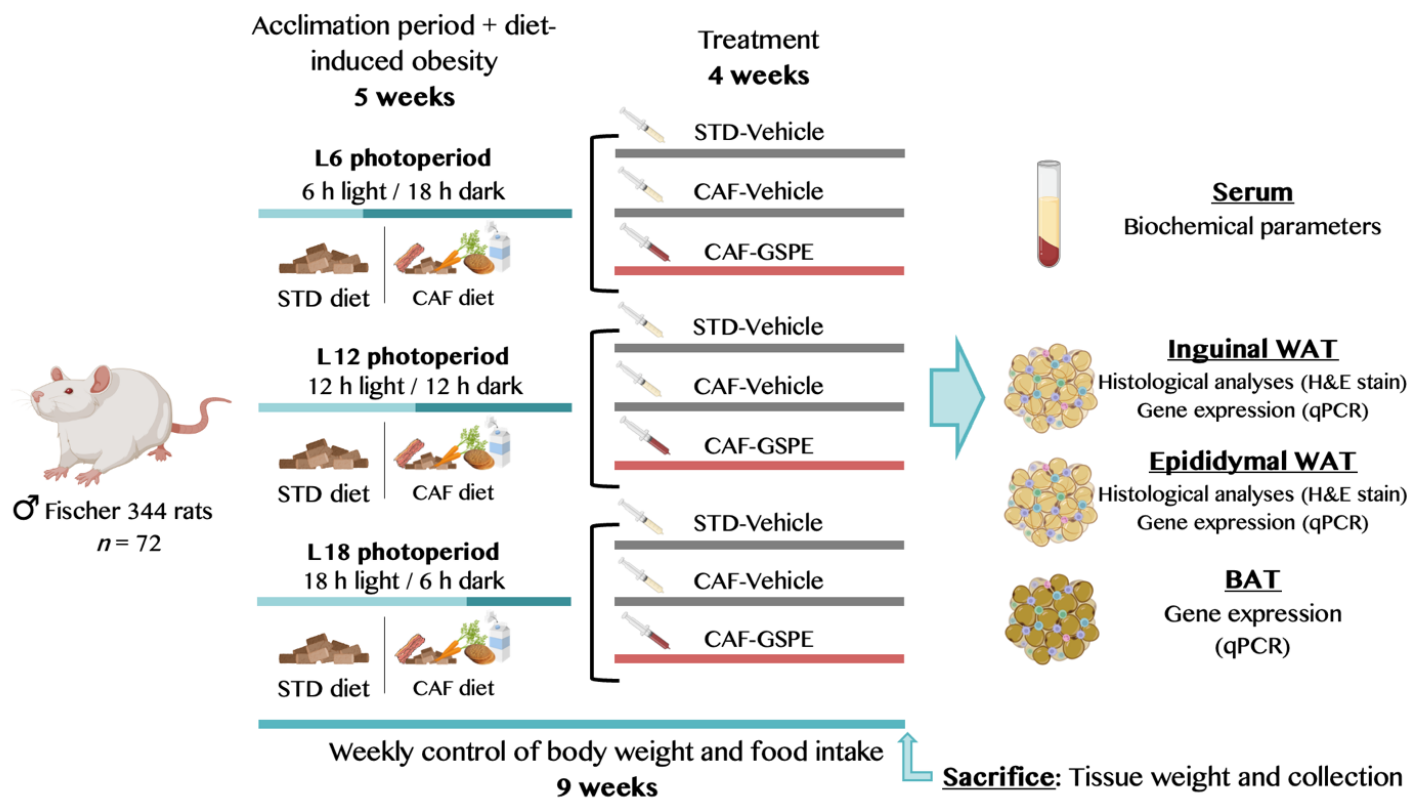 Acclimation period + diet-
induced obesity
5 weeks
Treatment
4 weeks
L6 photoperiod
6 h light / 18 h dark
STD diet
CAF diet
STD-Vehicle
CAF-Vehicle
CAF-GSPE
L12 photoperiod
12 h light / 12 h dark
STD diet
CAF diet
STD-Vehicle
CAF-Vehicle
CAF-GSPE
L18 photoperiod
18 h light / 6 h dark
STD diet
CAF diet
STD-Vehicle
CAF-Vehicle
CAF-GSPE
♂ Fischer 344 rats
n = 72
Serum
Biochemical parameters
Inguinal WAT
Histological analyses (H&E stain)
Gene expression (qPCR)
Epididymal WAT
Histological analyses (H&E stain)
Gene expression (qPCR)
BAT
Gene expression
(qPCR)
Weekly control of body weight and food intake
9 weeks
Sacrifice: Tissue weight and collection